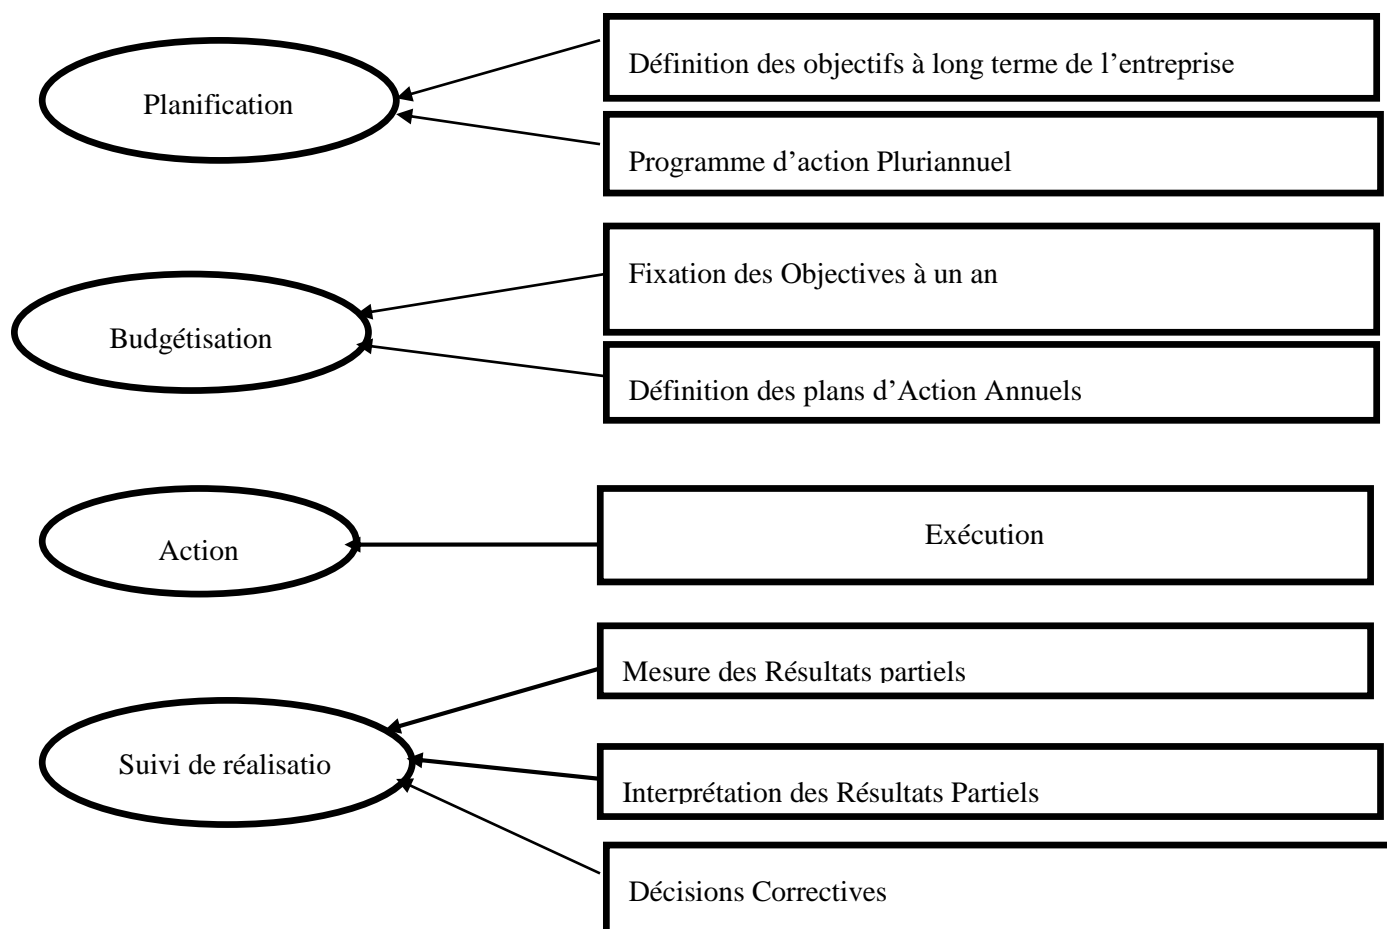 Définition des objectifs à long terme de l’entreprise
Planification
Programme d’action Pluriannuel
Fixation des Objectives à un an
Budgétisation
Définition des plans d’Action Annuels
Exécution
Action
Mesure des Résultats partiels
Suivi de réalisatio
Interprétation des Résultats Partiels
Décisions Correctives